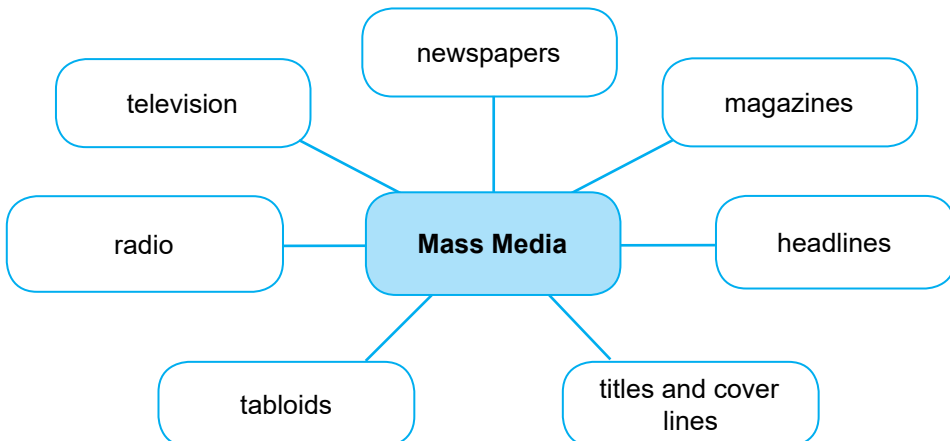 newspapers
television
magazines
radio
Mass Media
headlines
tabloids
titles and cover
lines